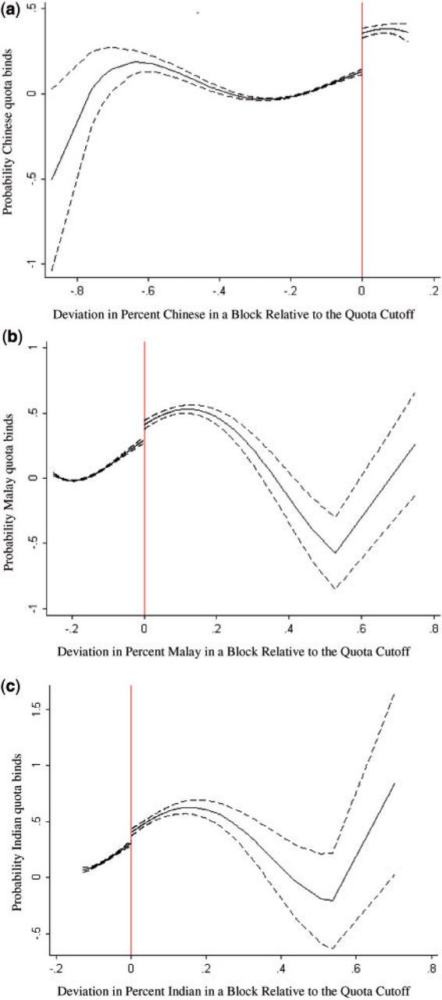 (a)
Probability Chinese quota binds
.5
0
-.5
-1
-.8 -.6 -.4 -.2 0 .2
Deviation in Percent Chinese in a Block Relative to the Quota Cutoff
(b)
Probability Malay quota binds
1
.5
0
-.5
-1
-.2 0 .2 .4 .6 .8
Deviation in Percent Malay in a Block Relative to the Quota Cutoff
(c)
Probability Indian quota binds
1.5
1
.5
0
-.5
-.2 0 .2 .4 .6 .8
Deviation in Percent Indian in a Block Relative to the Quota Cutoff